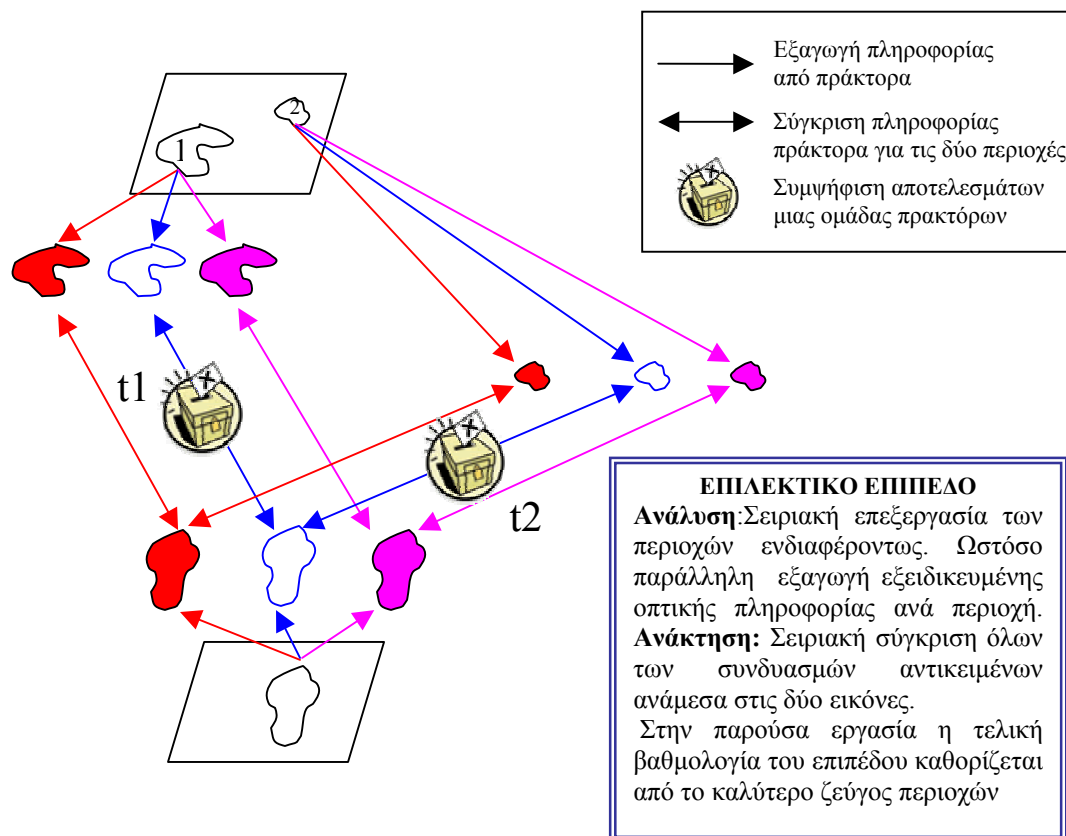 2
1
Εξαγωγή πληροφορίας
από πράκτορα
Σύγκριση πληροφορίας
πράκτορα για τις δύο περιοχές
Συμψήφιση αποτελεσμάτων
μιας ομάδας πρακτόρων
t1
t2
ΕΠΙΛΕΚΤΙΚΟ ΕΠΙΠΕΔΟ
Ανάλυση:Σειριακή επεξεργασία των
περιοχών ενδιαφέροντως. Ωστόσο
παράλληλη εξαγωγή εξειδικευμένης
οπτικής πληροφορίας ανά περιοχή.
Ανάκτηση: Σειριακή σύγκριση όλων
των συνδυασμών αντικειμένων
ανάμεσα στις δύο εικόνες.
Στην παρούσα εργασία η τελική
βαθμολογία του επιπέδου καθορίζεται
από το καλύτερο ζεύγος περιοχών